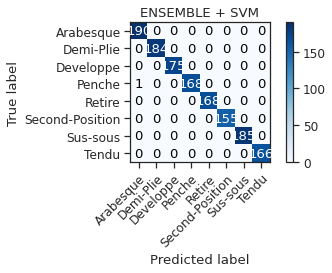 ENSEMBLE + SVM
True label
Arabesque 190 0 0 0 0 0 0 0
Demi-Plie 0 184 0 0 0 0 0 0
Developpe 0 0 175 0 0 0 0 0
Penche 1 0 0 168 0 0 0 0
Retire 0 0 0 0 168 0 0 0
Second-Position 0 0 0 0 0 155 0 0
Sus-sous 0 0 0 0 0 0 185 0
Tendu 0 0 0 0 0 0 0 166
Arabesque Demi-Plie Developpe Penche Retire Second-Position Sus-sous Tendu
Predicted label
150
100
50
0